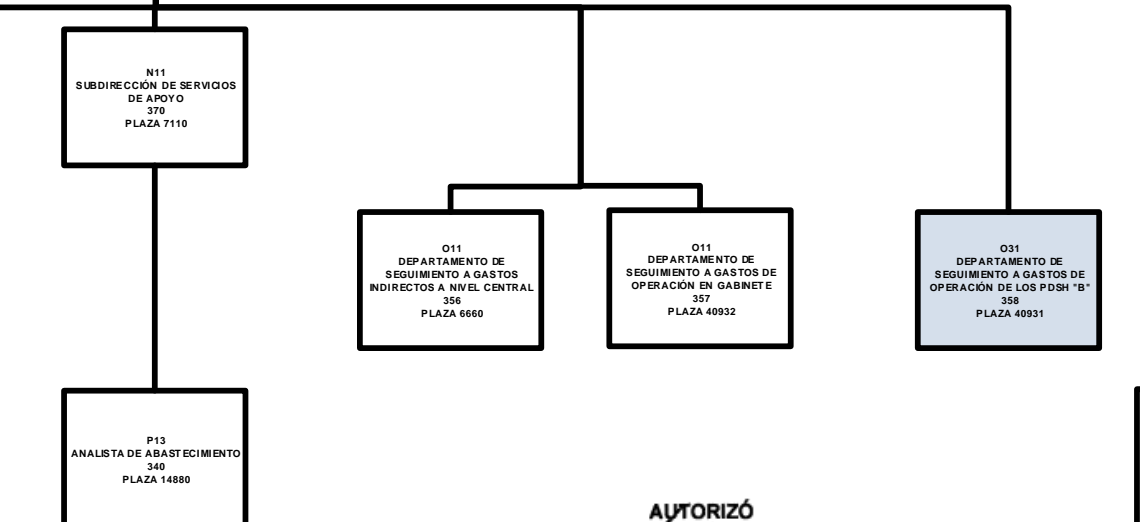 N11
SUBDIRECCIÓN DE SERVICIOS
DE APOYO
370
PLAZA 7110
O11
DEPARTAMENTO DE
SEGUIMIENTO A GASTOS
INDIRECTOS A NIVEL CENTRAL
356
PLAZA 6660
O11
DEPARTAMENTO DE
SEGUIMIENTO A GASTOS DE
OPERACIÓN EN GABINETE
357
PLAZA 40932
O31
DEPARTAMENTO DE
SEGUIMIENTO A GASTOS DE
OPERACIÓN DE LOS PDSH "B"
358
PLAZA 40931
P13
ANALISTA DE ABASTECIMIENTO
340
PLAZA 14880
AUTORIZÓ